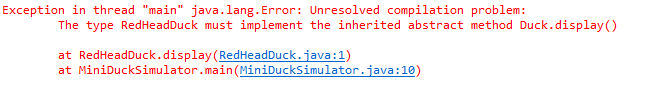 Exception in thread "main" java.lang.Error: Unresolved compilation problem:
The type RedHeadDuck must implement the inherited abstract method Duck.display()
at RedHeadDuck.display(RedHeadDuck.java:1)
at MiniDuckSimulator.main(MiniDuckSimulator.java:10)